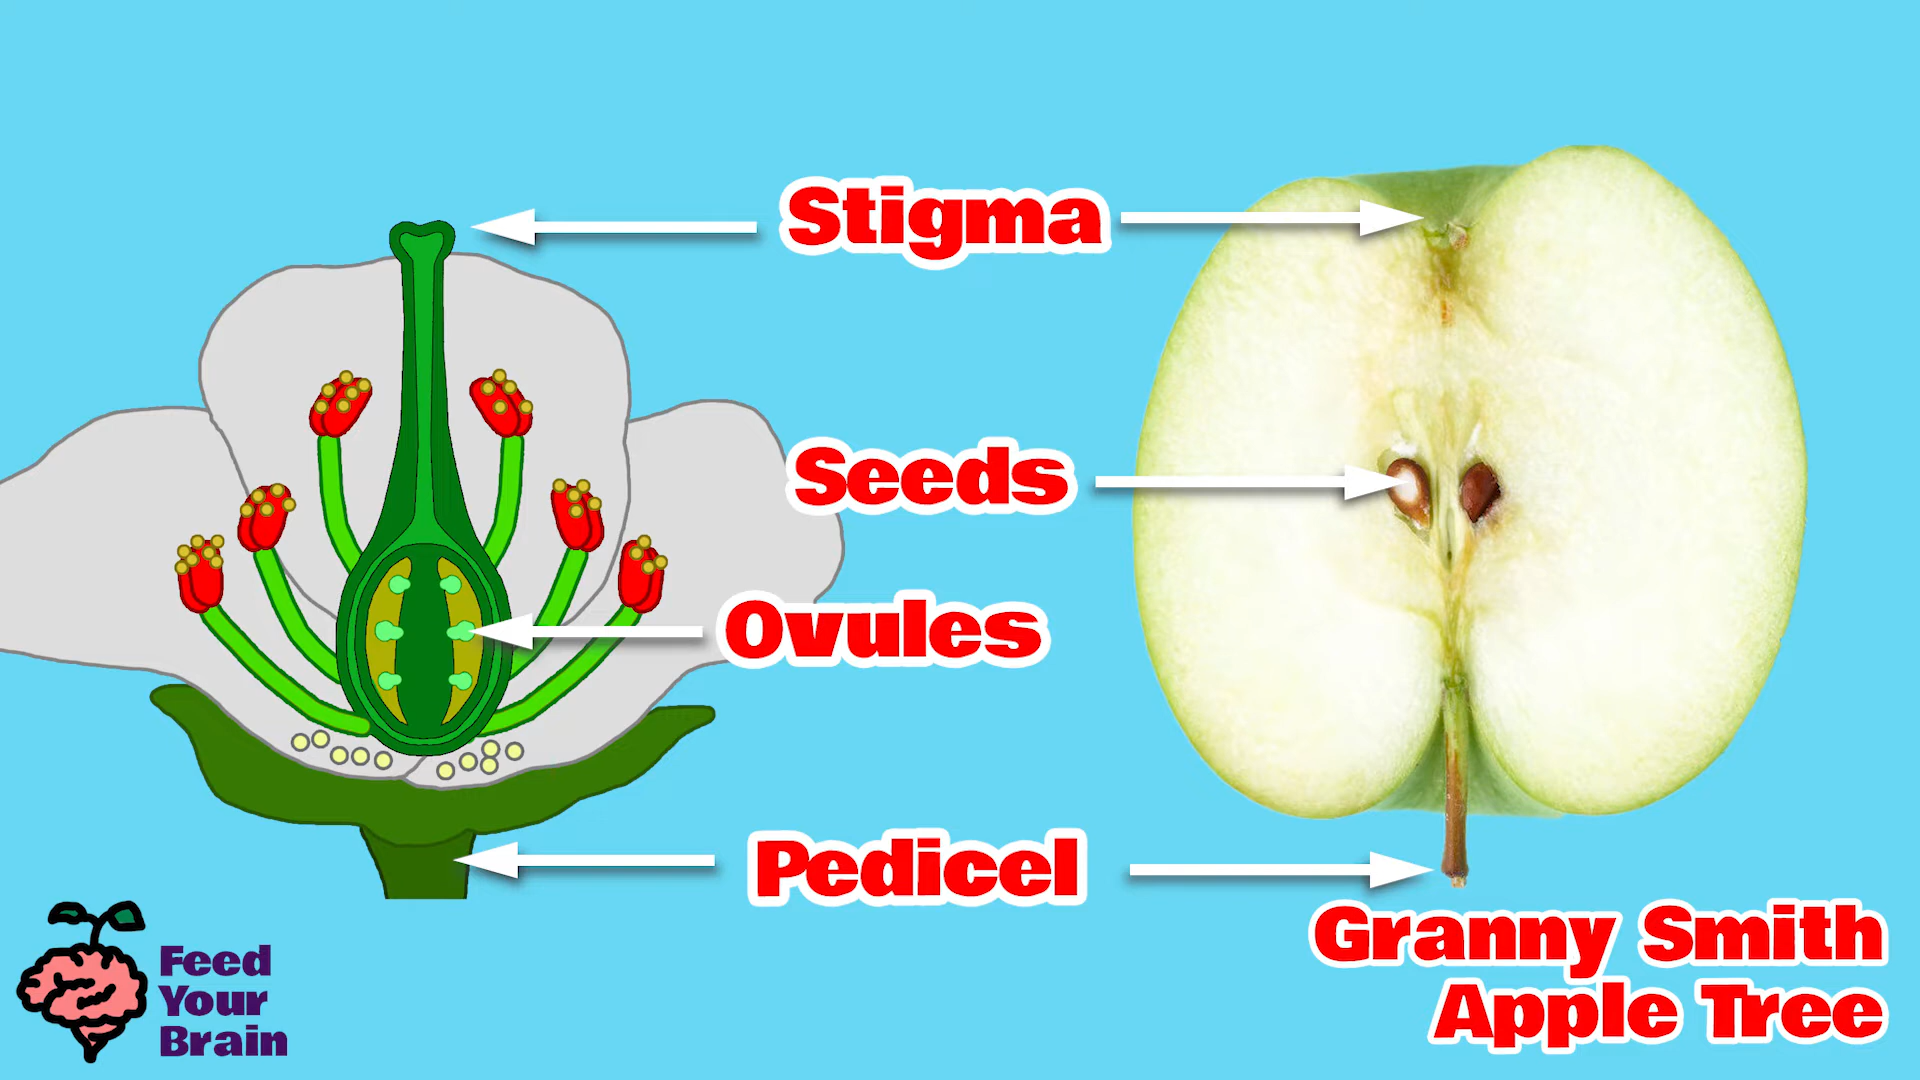 Stigma
Seeds
Ovules
Pedicel
Granny Smith
Apple Tree
Feed
Your
Brain